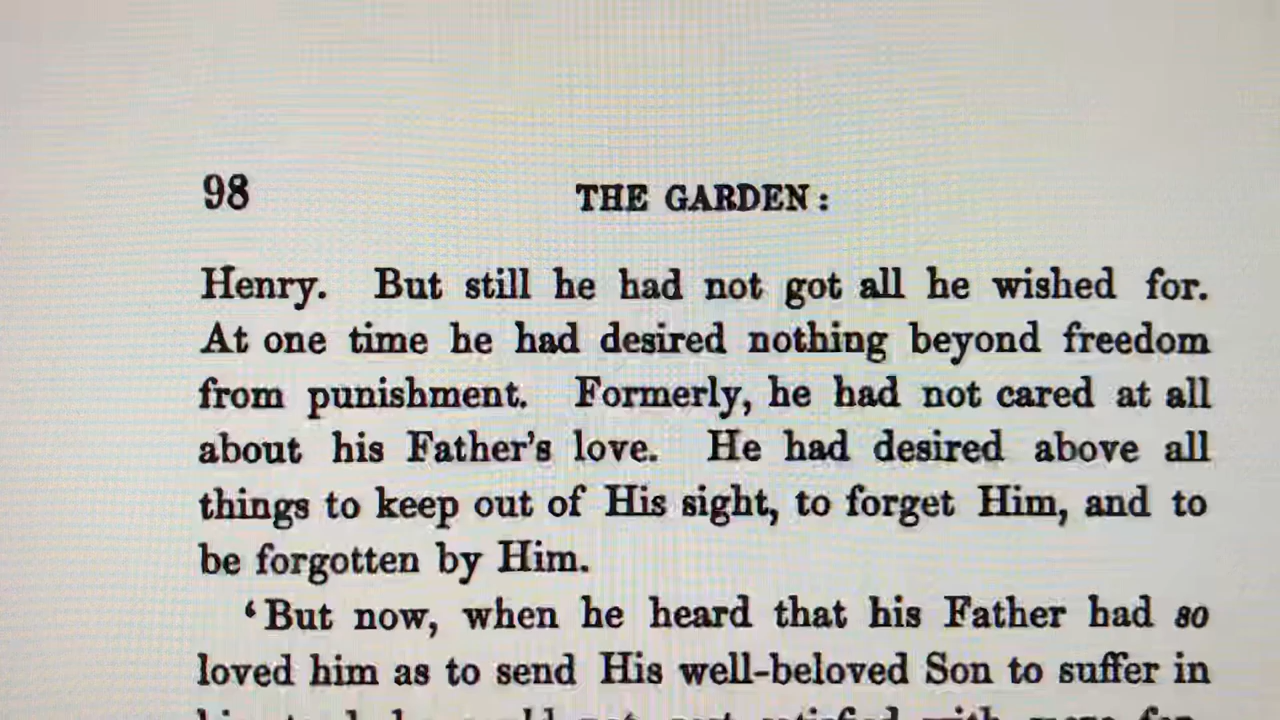 98 THE GARDEN :
Henry. But still he had not got all he wished for.
At one time he had desired nothing beyond freedom
from punishment. Formerly, he had not cared at all
about his Father's love. He had desired above all
things to keep out of His sight, to forget Him, and to
be forgotten by Him.
‘But now, when he heard that his Father had so
loved him as to send His well-beloved Son to suffer in